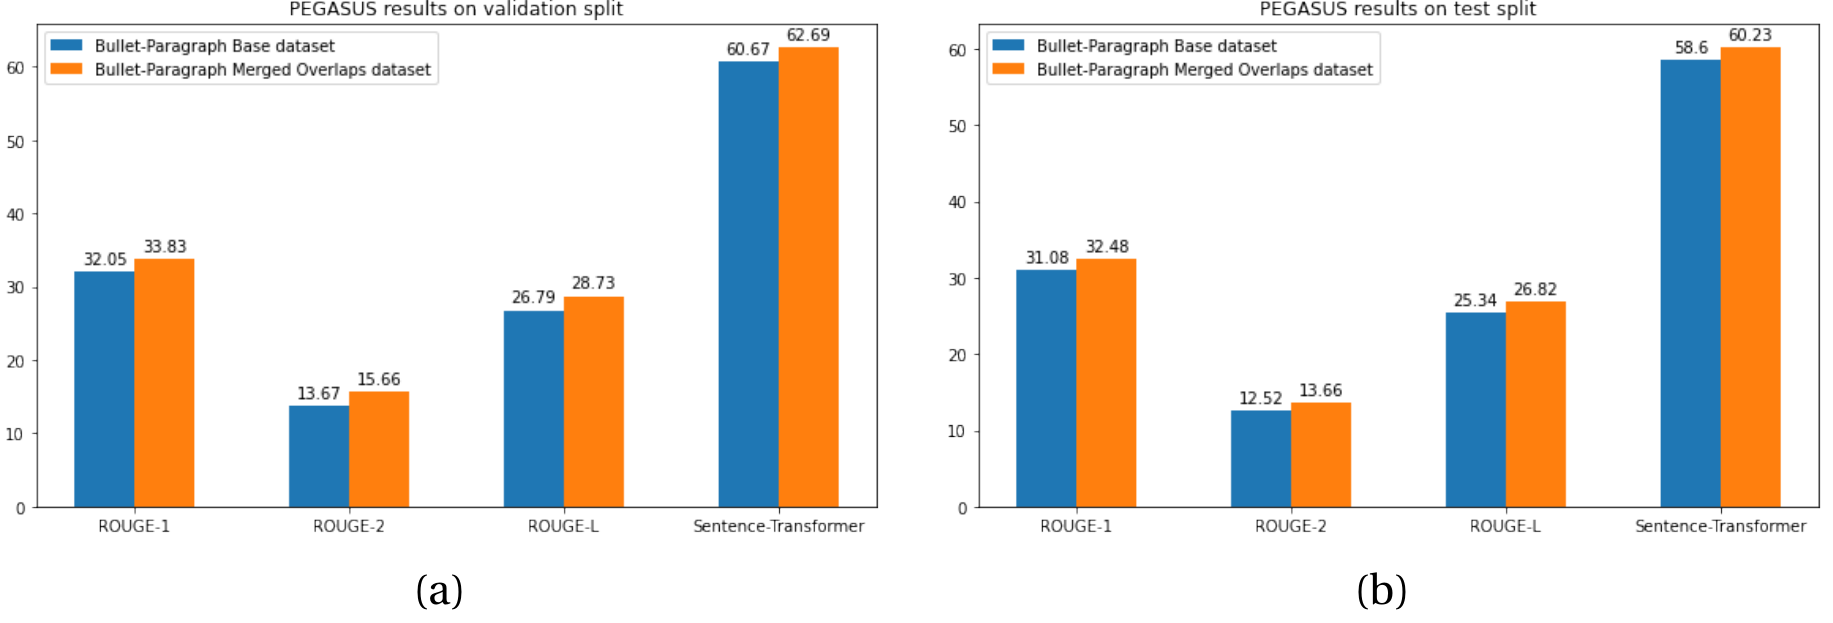 PEGASUS results on validation split
Bullet-Paragraph Base dataset
Bullet-Paragraph Merged Overlaps dataset
60
50
40
30
20
10
0
32.05
33.83
13.67
15.66
26.79
28.73
60.67
62.69
ROUGE-1
ROUGE-2
ROUGE-L
Sentence-Transformer
(a)
PEGASUS results on test split
Bullet-Paragraph Base dataset
Bullet-Paragraph Merged Overlaps dataset
60
50
40
30
20
10
0
31.08
32.48
12.52
13.66
25.34
26.82
58.6
60.23
ROUGE-1
ROUGE-2
ROUGE-L
Sentence-Transformer
(b)